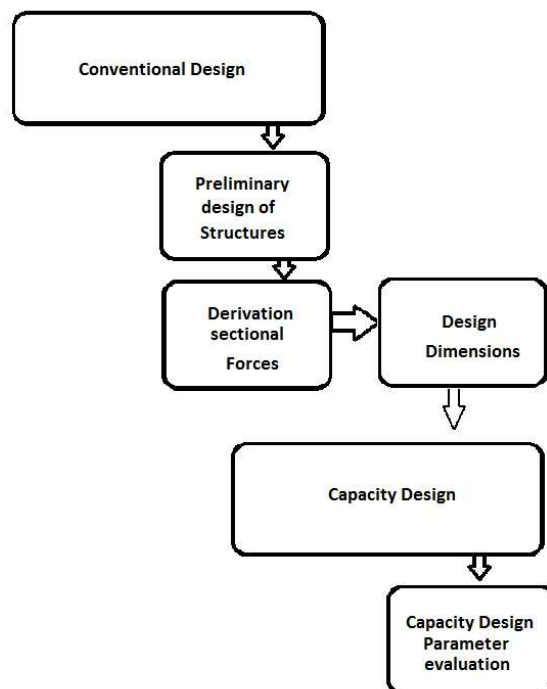 Conventional Design
Preliminary
design of
Structures
Derivation
sectional
Forces
Design
Dimensions
Capacity Design
Capacity Design
Parameter
evaluation